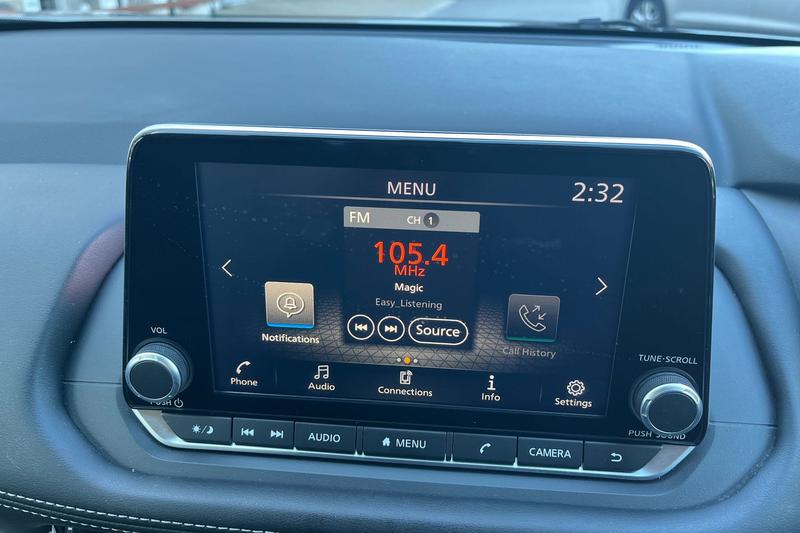 MENU
2:32
FM CH 1
105.4
MHz
Magic
Easy_Listening
Source
Notifications
Call History
Phone
Audio
Connections
Info
Settings
VOL
PUSH
TUNE·SCROLL
PUSH SOUND
AUDIO
MENU
CAMERA